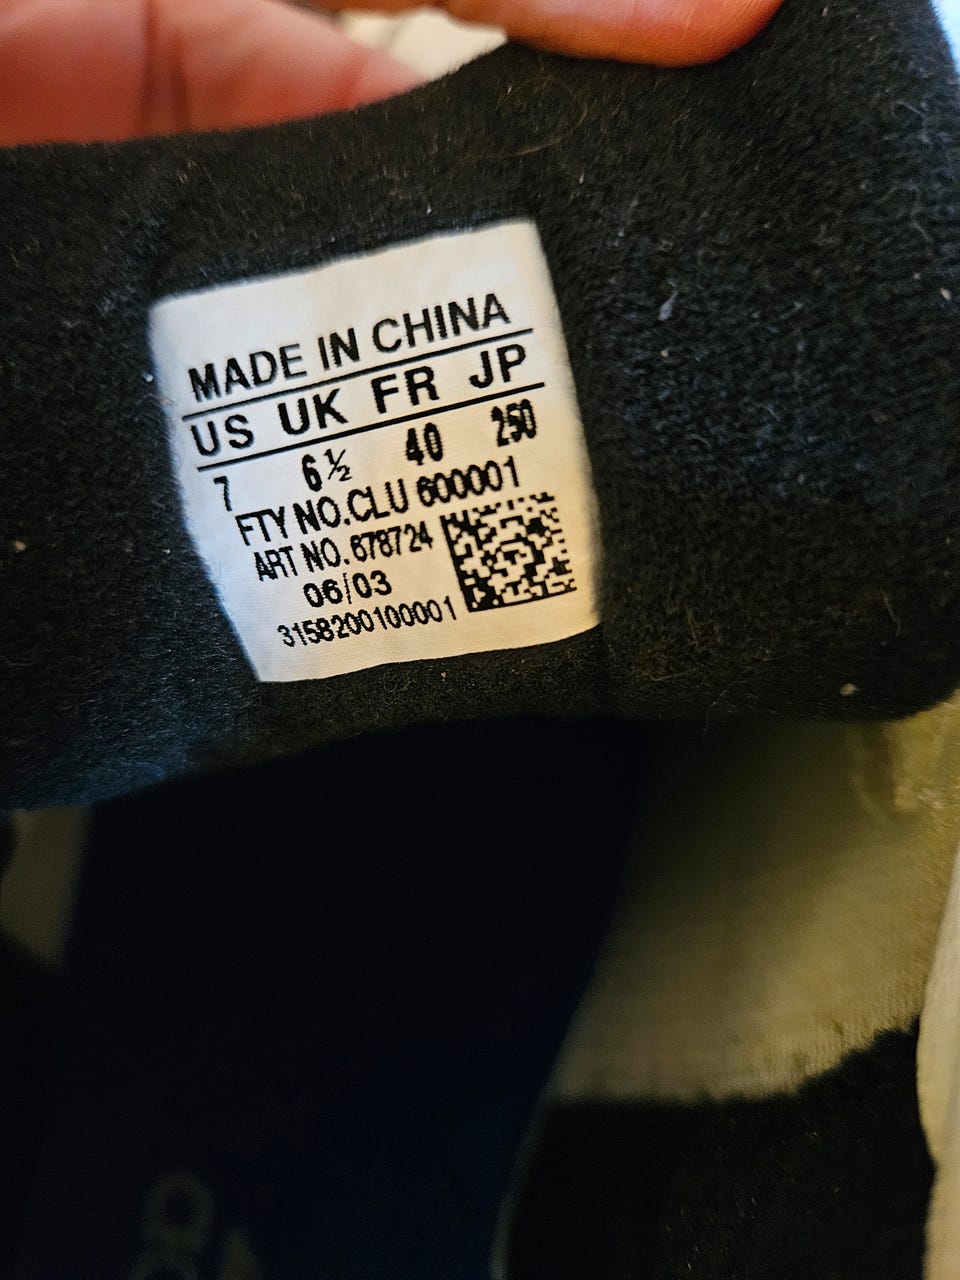 MADE IN CHINA
US UK FR JP
7 6½ 40 250
FTY NO.CLU 600001
ART NO. 678724
06/03
3158200100001